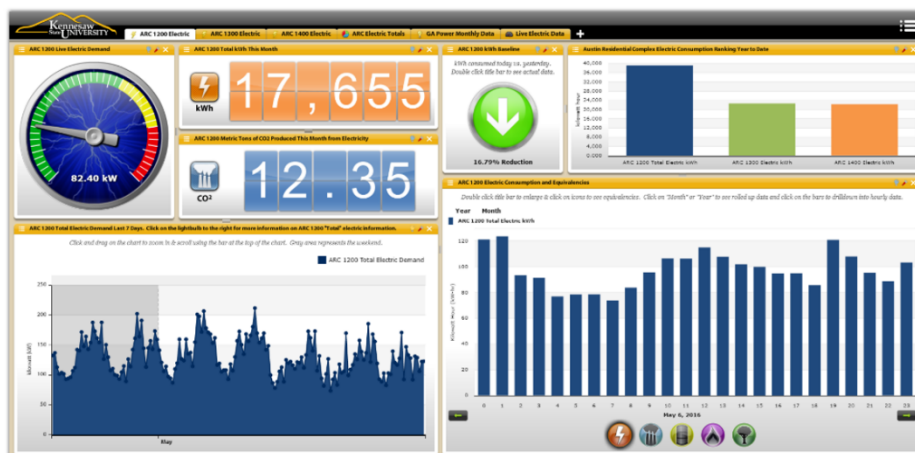 Kennesaw
State UNIVERSITY
ARC 1200 Electric
ARC 1300 Electric
ARC 1400 Electric
ARC Electric Totals
GA Power Monthly Data
Live Electric Data
ARC 1200 Live Electric Demand
82.40 kW
ARC 1200 Total kWh This Month
kWh
17,655
ARC 1200 Metric Tons of CO2 Produced This Month from Electricity
CO²
12.35
ARC 1200 kWh Baseline
kWh consumed today vs. yesterday.
Double click title bar to see actual data.
16.79% Reduction
Austin Residential Complex Electric Consumption Ranking Year to Date
40,000
36,000
32,000
28,000
24,000
20,000
16,000
12,000
8,000
4,000
0.000
kilowatt hour
ARC 1200 Total Electric kWh
ARC 1300 Electric kWh
ARC 1400 Electric kWh
ARC 1200 Total Electric Demand Last 7 Days. Click on the lightbulb to the right for more information on ARC 1200 "Total" electric information.
Click and drag on the chart to zoom in & scroll using the bar at the top of the chart. Gray area represents the weekend.
ARC 1200 Total Electric Demand
250
200
150
100
50
0
kilowatt (kW)
May
ARC 1200 Electric Consumption and Equivalencies
Double click title bar to enlarge & click on icons to see equivalencies. Click on "Month" or "Year" to see rolled up data and click on the bars to drilldown into hourly data.
Year Month
ARC 1200 Total Electric kWh
120
100
80
60
40
20
0
Kilowatt Hour (kW-hr)
0 1 2 3 4 5 6 7 8 9 10 11 12 13 14 15 16 17 18 19 20 21 22 23
May 6, 2016